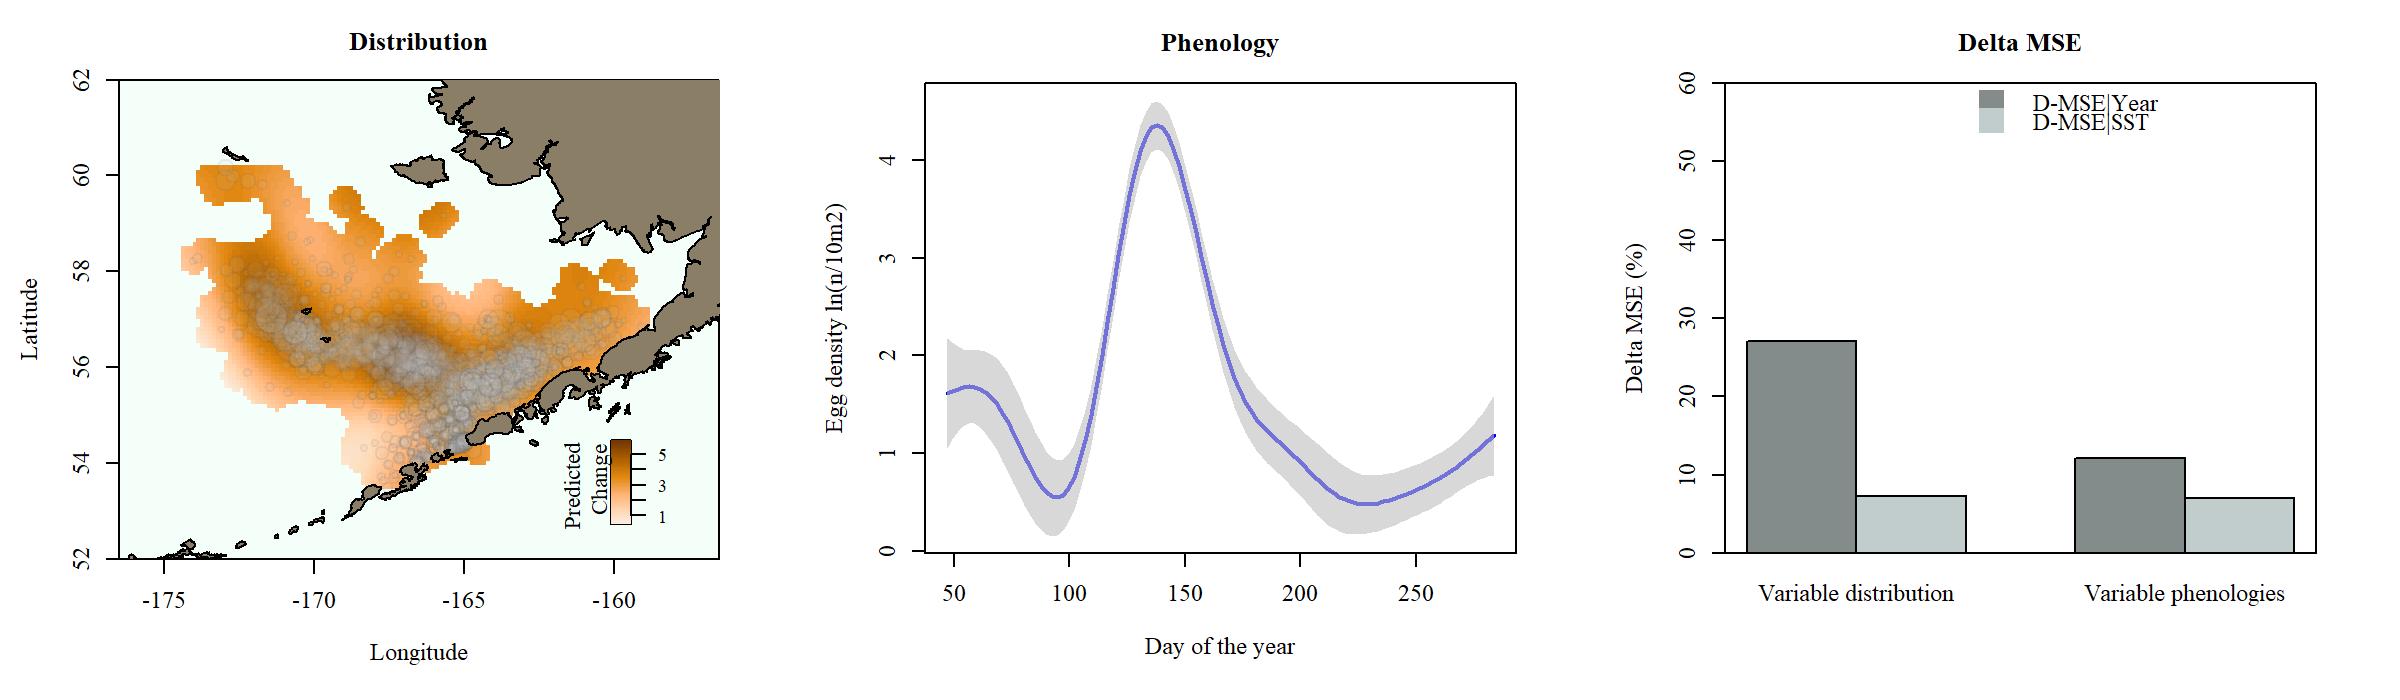 Distribution
Latitude
62
60
58
56
54
52
-175
-170
-165
-160
Longitude
Predicted
Change
5
3
1
Phenology
Egg density ln(n/10m2)
4
3
2
1
0
50
100
150
200
250
Day of the year
Delta MSE
Delta MSE (%)
60
50
40
30
20
10
0
D-MSE|Year
D-MSE|SST
Variable distribution
Variable phenologies